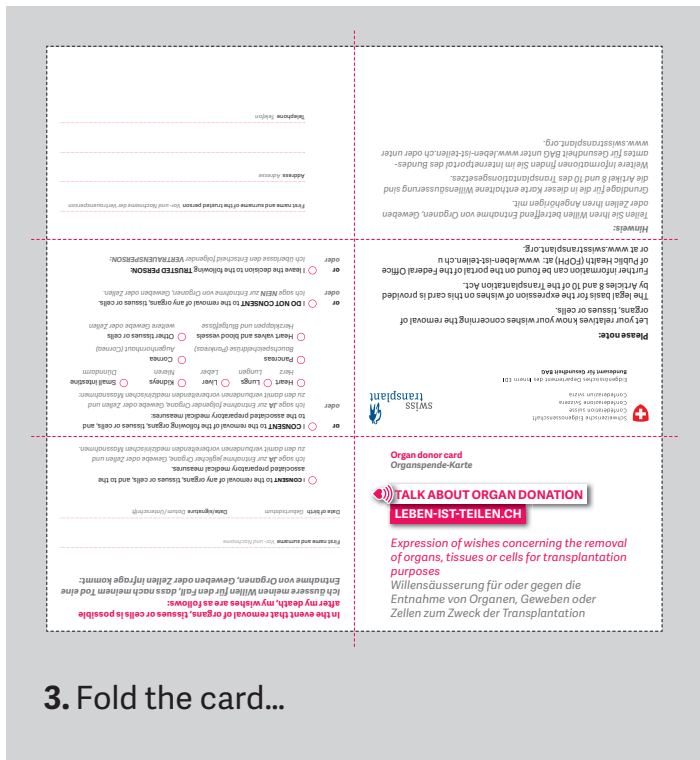 Organ donor card
Organspende-Karte
TALK ABOUT ORGAN DONATION
LEBEN-IST-TEILEN.CH
Expression of wishes concerning the removal
of organs, tissues or cells for transplantation
purposes
Willensäusserung für oder gegen die
Entnahme von Organen, Geweben oder
Zellen zum Zweck der Transplantation
In the event that removal of organs, tissues or cells is possible
after my death, my wishes are as follows:
Ich äussere meinen Willen für den Fall, dass nach meinem Tod eine
Entnahme von Organen, Geweben oder Zellen infrage kommt:
First name and surname Vor- und Nachname
Date of birth Geburtsdatum Date/signature Datum/Unterschrift
I CONSENT to the removal of any organs, tissues or cells, and to the
associated preparatory medical measures.
Ich sage JA zur Entnahme jeglicher Organe, Gewebe oder Zellen und
zu den damit verbundenen vorbereitenden medizinischen Massnahmen.
or I CONSENT to the removal of the following organs, tissues or cells, and
to the associated preparatory medical measures:
oder Ich sage JA zur Entnahme folgender Organe, Gewebe oder Zellen und
zu den damit verbundenen vorbereitenden medizinischen Massnahmen:
Heart Lungs Liver Kidneys Small intestine
Herz Lungen Leber Nieren Dünndarm
Pancreas Cornea
Bauchspeicheldrüse (Pankreas) Augenhornhaut (Cornea)
Heart valves and blood vessels Other tissues or cells
Herzklappen und Blutgefässe weitere Gewebe oder Zellen
or I DO NOT CONSENT to the removal of any organs, tissues or cells.
oder Ich sage NEIN zur Entnahme von Organen, Geweben oder Zellen.
or I leave the decision to the following TRUSTED PERSON:
oder Ich überlasse den Entscheid folgender VERTRAUENSPERSON:
First name and surname of the trusted person Vor- und Nachname der Vertrauensperson
Address Adresse
Telephone Telefon
Schweizerische Eidgenossenschaft
Confédération suisse
Confederazione Svizzera
Confederaziun svizra
Eidgenössisches Departement des Innern EDI
Bundesamt für Gesundheit BAG
swiss
transplant
Please note:
Let your relatives know your wishes concerning the removal of
organs, tissues or cells.
The legal basis for the expression of wishes on this card is provided
by Articles 8 and 10 of the Transplantation Act.
Further information can be found on the portal of the Federal Office
of Public Health (FOPH) at: www.leben-ist-teilen.ch u
or at www.swisstransplant.org.
Hinweis:
Teilen Sie Ihren Willen betreffend Entnahme von Organen, Geweben
oder Zellen Ihren Angehörigen mit.
Grundlage für die in dieser Karte enthaltene Willensäusserung sind
die Artikel 8 und 10 des Transplantationsgesetzes.
Weitere Informationen finden Sie im Internetportal des Bundes-
amtes für Gesundheit BAG unter www.leben-ist-teilen.ch oder unter
www.swisstransplant.org.
3. Fold the card...